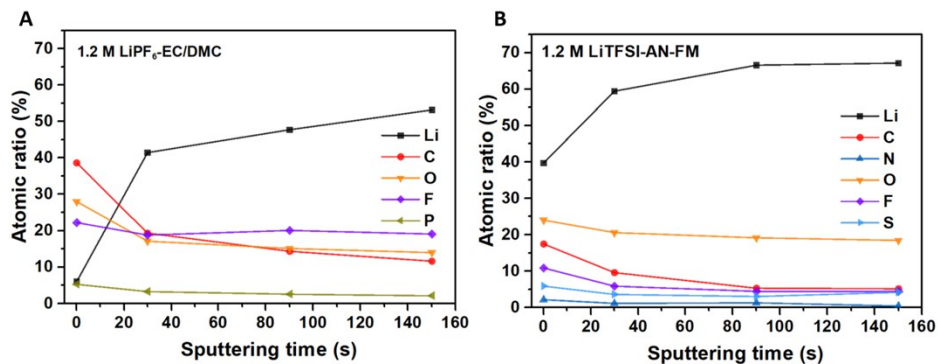 A
1.2 M LiPF₆-EC/DMC
Atomic ratio (%)
70
60
50
40
30
20
10
0
Li
C
O
F
P
0 20 40 60 80 100 120 140 160
Sputtering time (s)
B
1.2 M LiTFSI-AN-FM
Atomic ratio (%)
70
60
50
40
30
20
10
0
Li
C
N
O
F
S
0 20 40 60 80 100 120 140 160
Sputtering time (s)